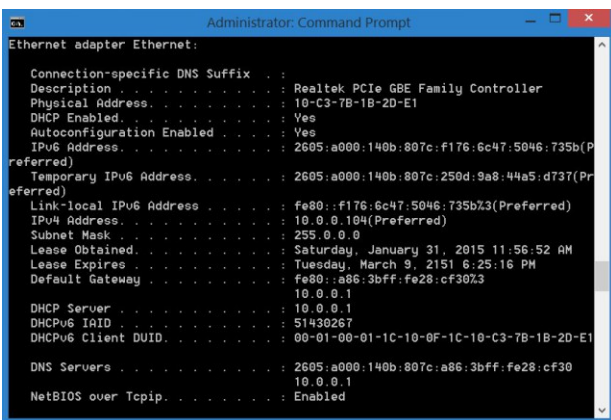 Administrator: Command Prompt
Ethernet adapter Ethernet:
Connection-specific DNS Suffix . :
Description . . . . . . . . . . . : Realtek PCIe GBE Family Controller
Physical Address. . . . . . . . . : 10-C3-7B-1B-2D-E1
DHCP Enabled. . . . . . . . . . . : Yes
Autoconfiguration Enabled . . . . : Yes
IPv6 Address. . . . . . . . . . . : 2605:a000:140b:807c:f176:6c47:5046:735b(P
referred)
Temporary IPv6 Address. . . . . . : 2605:a000:140b:807c:250d:9a8:44a5:d737(Pr
eferred)
Link-local IPv6 Address . . . . . : fe80::f176:6c47:5046:735b%3(Preferred)
IPv4 Address. . . . . . . . . . . : 10.0.0.104(Preferred)
Subnet Mask . . . . . . . . . . . : 255.0.0.0
Lease Obtained. . . . . . . . . . : Saturday, January 31, 2015 11:56:52 AM
Lease Expires . . . . . . . . . . : Tuesday, March 9, 2151 6:25:16 PM
Default Gateway . . . . . . . . . : fe80::a86:3bff:fe28:cf30%3
10.0.0.1
DHCP Server . . . . . . . . . . . : 10.0.0.1
DHCPv6 IAID . . . . . . . . . . . : 51430267
DHCPv6 Client DUID. . . . . . . . : 00-01-00-01-1C-10-0F-1C-10-C3-7B-1B-2D-E1
DNS Servers . . . . . . . . . . . : 2605:a000:140b:807c:a86:3bff:fe28:cf30
10.0.0.1
NetBIOS over Tcpip. . . . . . . . : Enabled